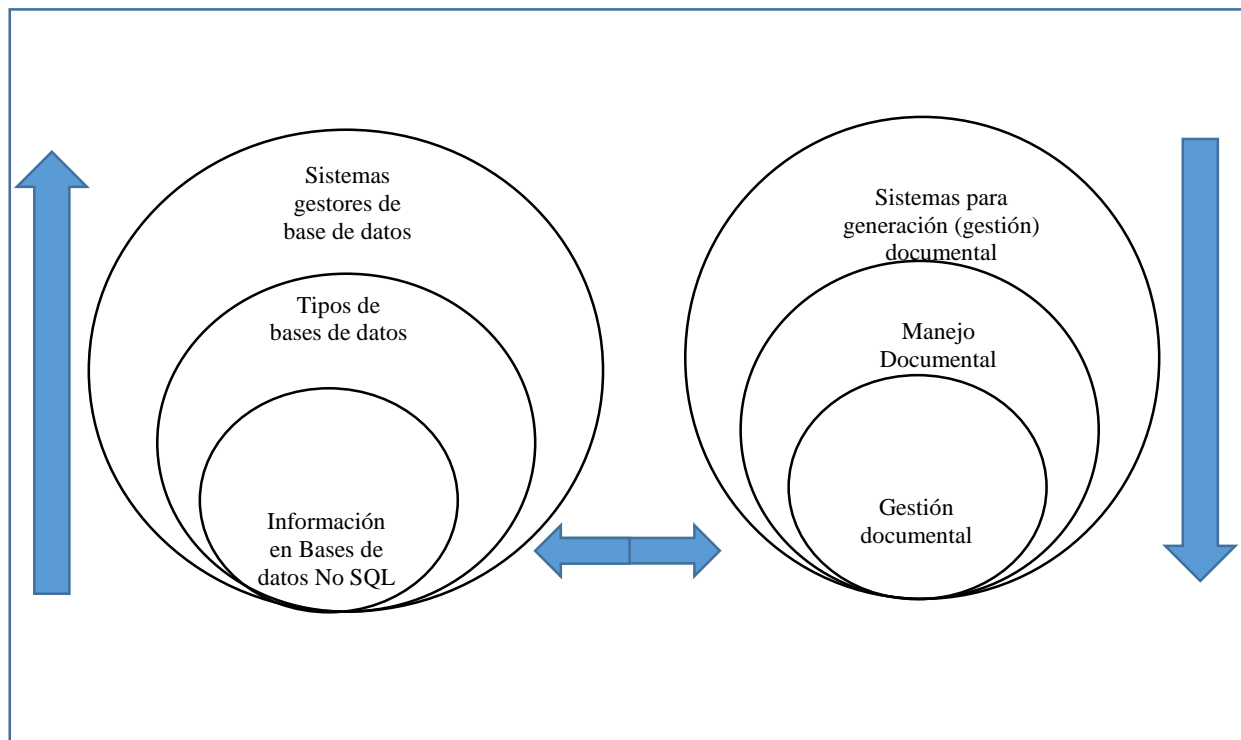 Sistemas
gestores de
base de datos
Tipos de
bases de datos
Información
en Bases de
datos No SQL
Sistemas para
generación (gestión)
documental
Manejo
Documental
Gestión
documental